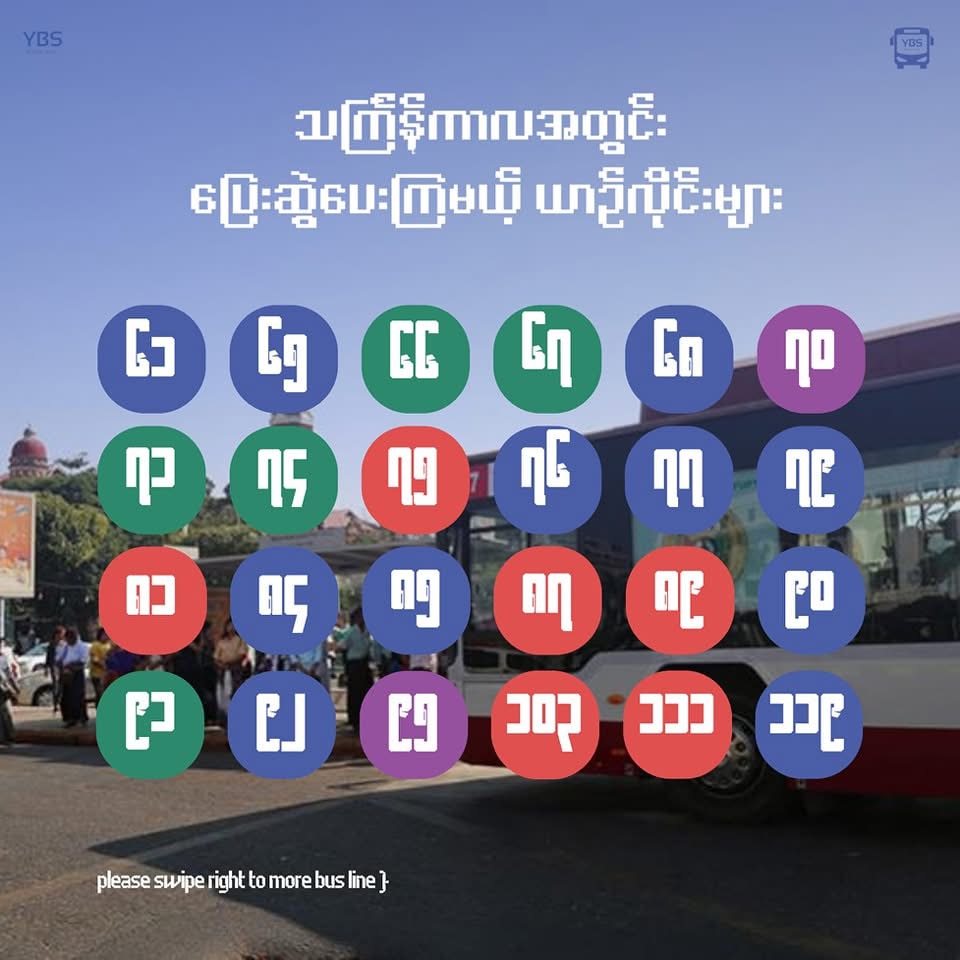 YBS
YBS
သင်္ကြန်ကာလအတွင်း
ပြေးဆွဲပေးကြမယ့် ယာဉ်လိုင်းများ
၆၁ ၆၅ ၆၆ ၆၇ ၆၈ ၇၀
၇၁ ၇၄ ၇၅ ၇၆ ၇၇ ၇၉
၈၁ ၈၄ ၈၅ ၈၇ ၈၉ ၉၀
၉၁ ၉၂ ၉၅ ၁၀၃ ၁၁၁ ၁၁၉
please swipe right to more bus line }